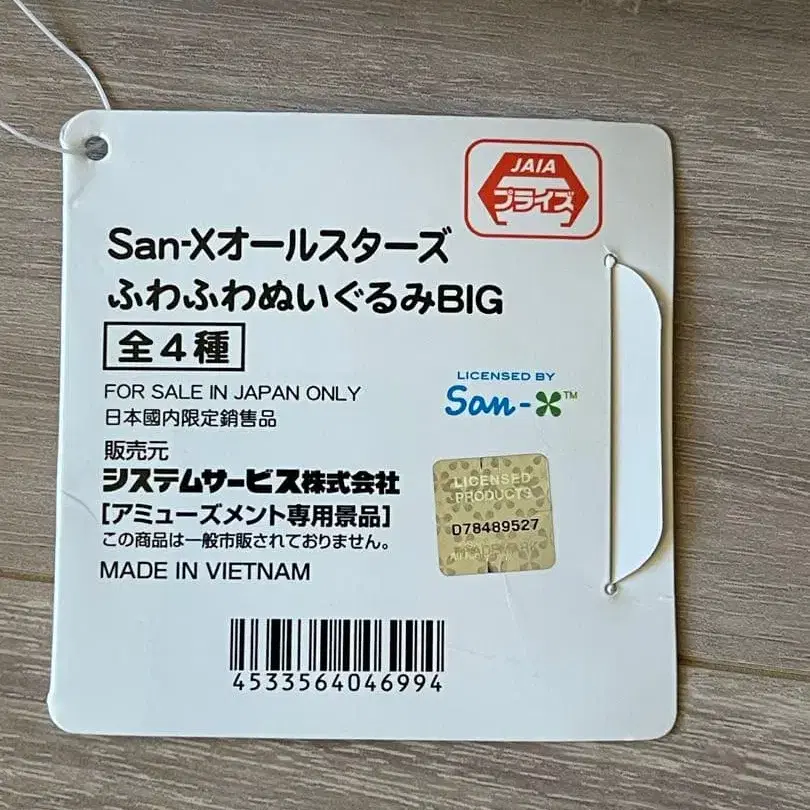 JAIA
プライズ
San-Xオールスターズ
ふわふわぬいぐるみBIG
全4種
FOR SALE IN JAPAN ONLY
日本國内限定銷售品
LICENSED BY
San-X™
販売元
システムサービス株式会社
[アミューズメント専用景品]
この商品は一般市販されておりません。
MADE IN VIETNAM
LICENSED
PRODUCTS
D78489527
4533564046994